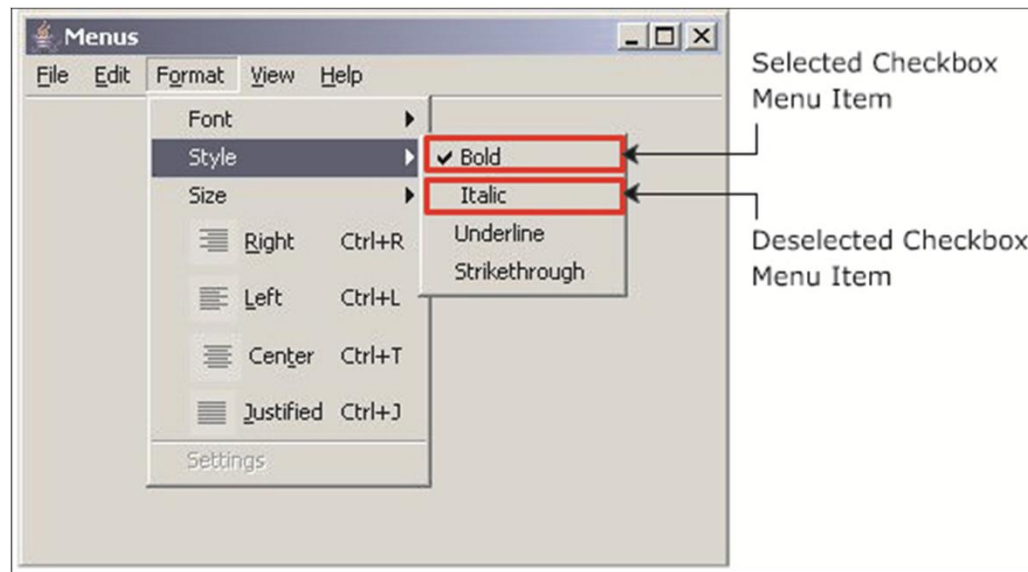 Menus
File Edit Format View Help
Font
Style
Size
Right Ctrl+R
Left Ctrl+L
Center Ctrl+T
Justified Ctrl+J
Settings
Bold
Italic
Underline
Strikethrough
Selected Checkbox
Menu Item
Deselected Checkbox
Menu Item